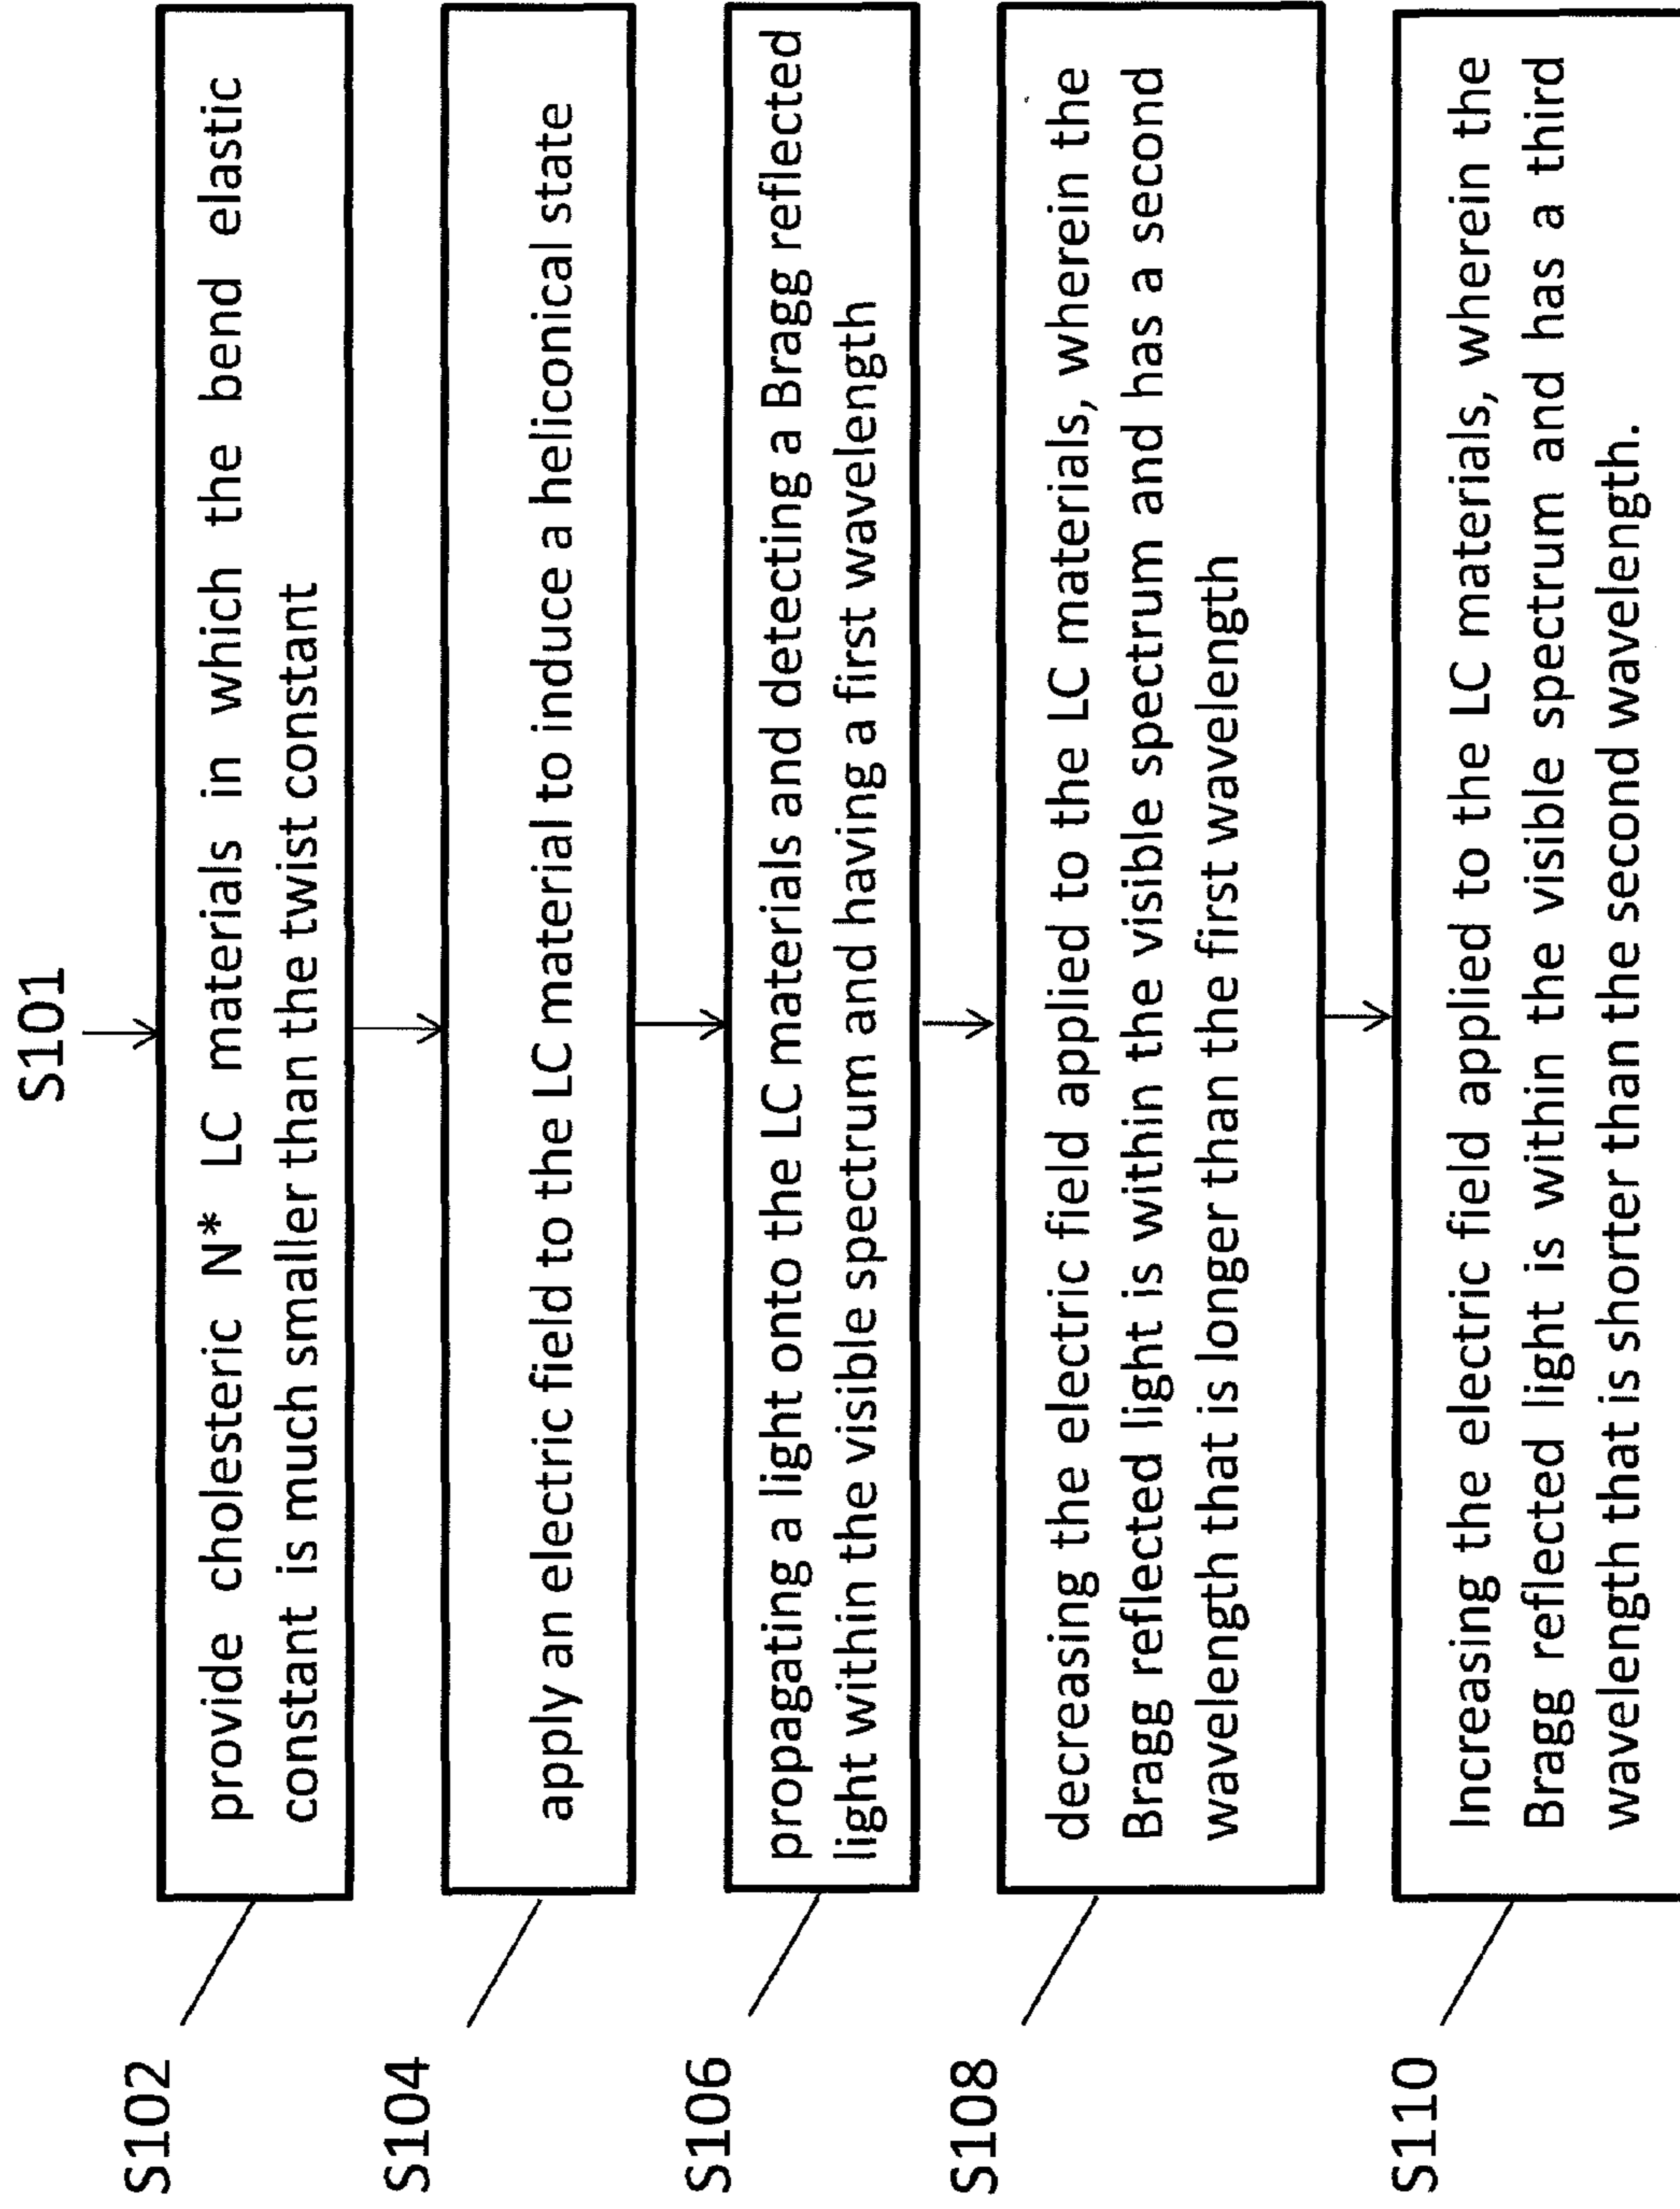 S101
S102
provide cholesteric N* LC materials in which the bend elastic
constant is much smaller than the twist constant
S104
apply an electric field to the LC material to induce a heliconical state
S106
propagating a light onto the LC materials and detecting a Bragg reflected
light within the visible spectrum and having a first wavelength
S108
decreasing the electric field applied to the LC materials, wherein the
Bragg reflected light is within the visible spectrum and has a second
wavelength that is longer than the first wavelength
S110
Increasing the electric field applied to the LC materials, wherein the
Bragg reflected light is within the visible spectrum and has a third
wavelength that is shorter than the second wavelength.